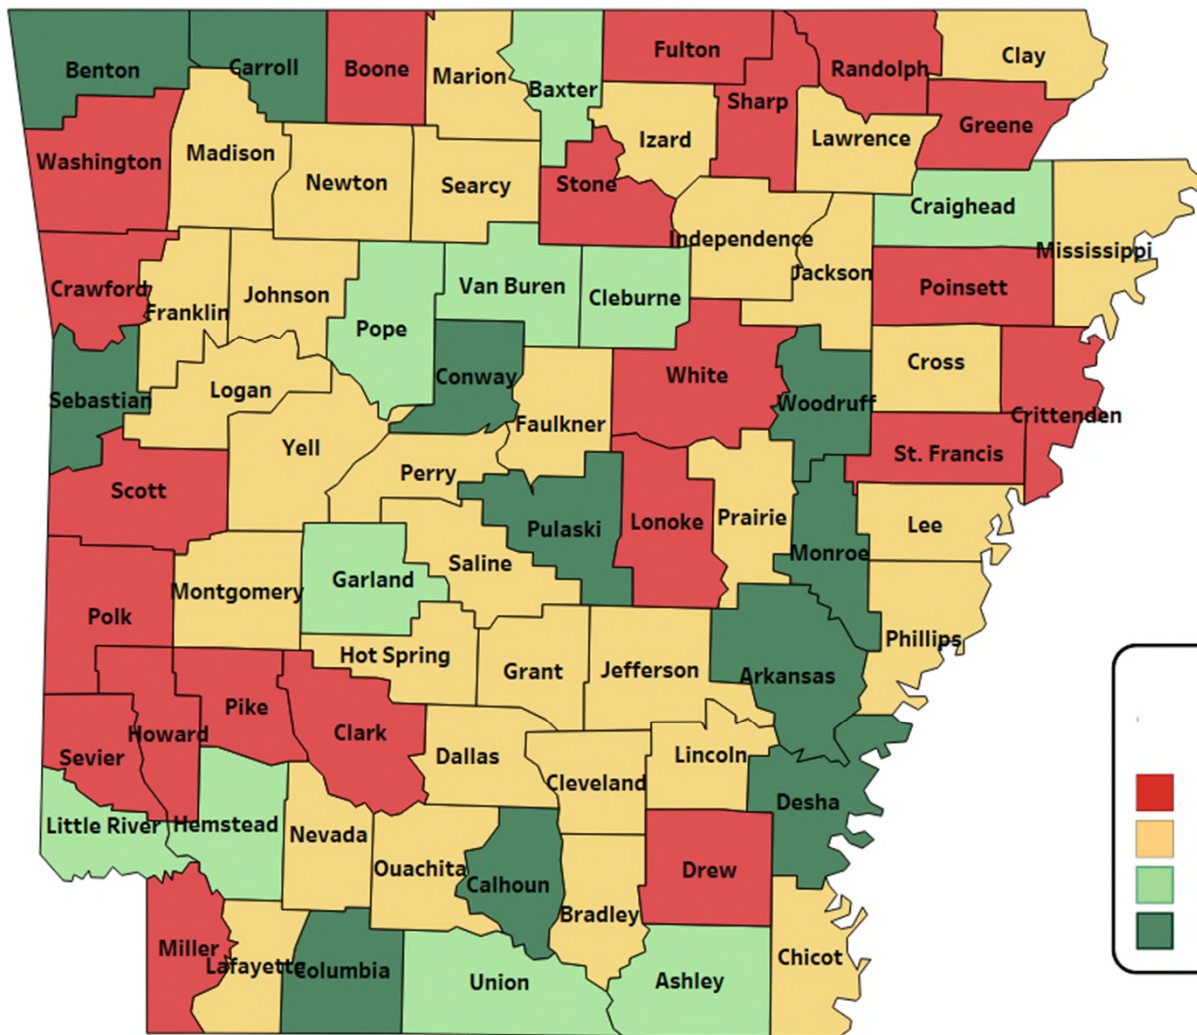 Benton
Carroll
Boone
Marion
Baxter
Fulton
Sharp
Randolph
Clay
Washington
Madison
Newton
Searcy
Stone
Izard
Lawrence
Greene
Craighead
Mississippi
Crawford
Franklin
Johnson
Pope
Van Buren
Cleburne
Independence
Jackson
Poinsett
Sebastian
Logan
Conway
Faulkner
White
Woodruff
Cross
Crittenden
Scott
Yell
Perry
Pulaski
Lonoke
Prairie
St. Francis
Monroe
Lee
Polk
Montgomery
Garland
Saline
Hot Spring
Grant
Jefferson
Arkansas
Phillips
Sevier
Howard
Pike
Clark
Dallas
Cleveland
Lincoln
Desha
Little River
Hemstead
Nevada
Ouachita
Calhoun
Bradley
Drew
Miller
Lafayette
Columbia
Union
Ashley
Chicot